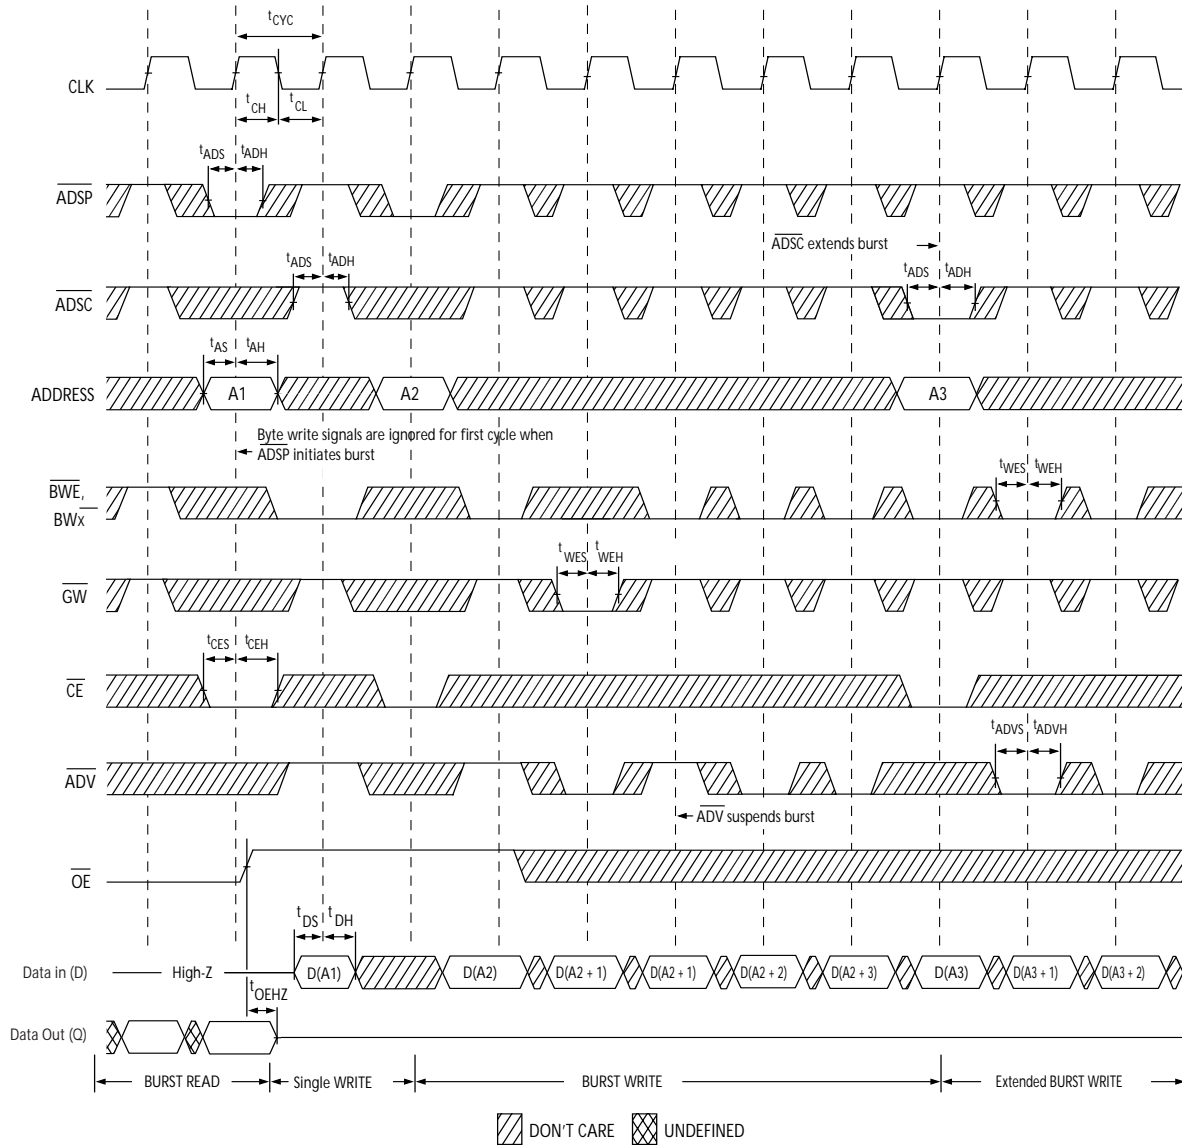 tCYC
CLK
tCH
tCL
tADS
tADH
ADSP
ADSC extends burst
tADS
tADH
tADS
tADH
ADSC
tAS
tAH
ADDRESS
A1
A2
A3
Byte write signals are ignored for first cycle when
ADSP initiates burst
tWES
tWEH
BWE,
BWX
tWES
tWEH
GW
tCES
tCEH
CE
tADVS
tADVH
ADV
ADV suspends burst
OE
tDS
tDH
Data in (D)
High-Z
D(A1)
D(A2)
D(A2 + 1)
D(A2 + 1)
D(A2 + 2)
D(A2 + 3)
D(A3)
D(A3 + 1)
D(A3 + 2)
tOEHZ
Data Out (Q)
BURST READ
Single WRITE
BURST WRITE
Extended BURST WRITE
DON'T CARE
UNDEFINED